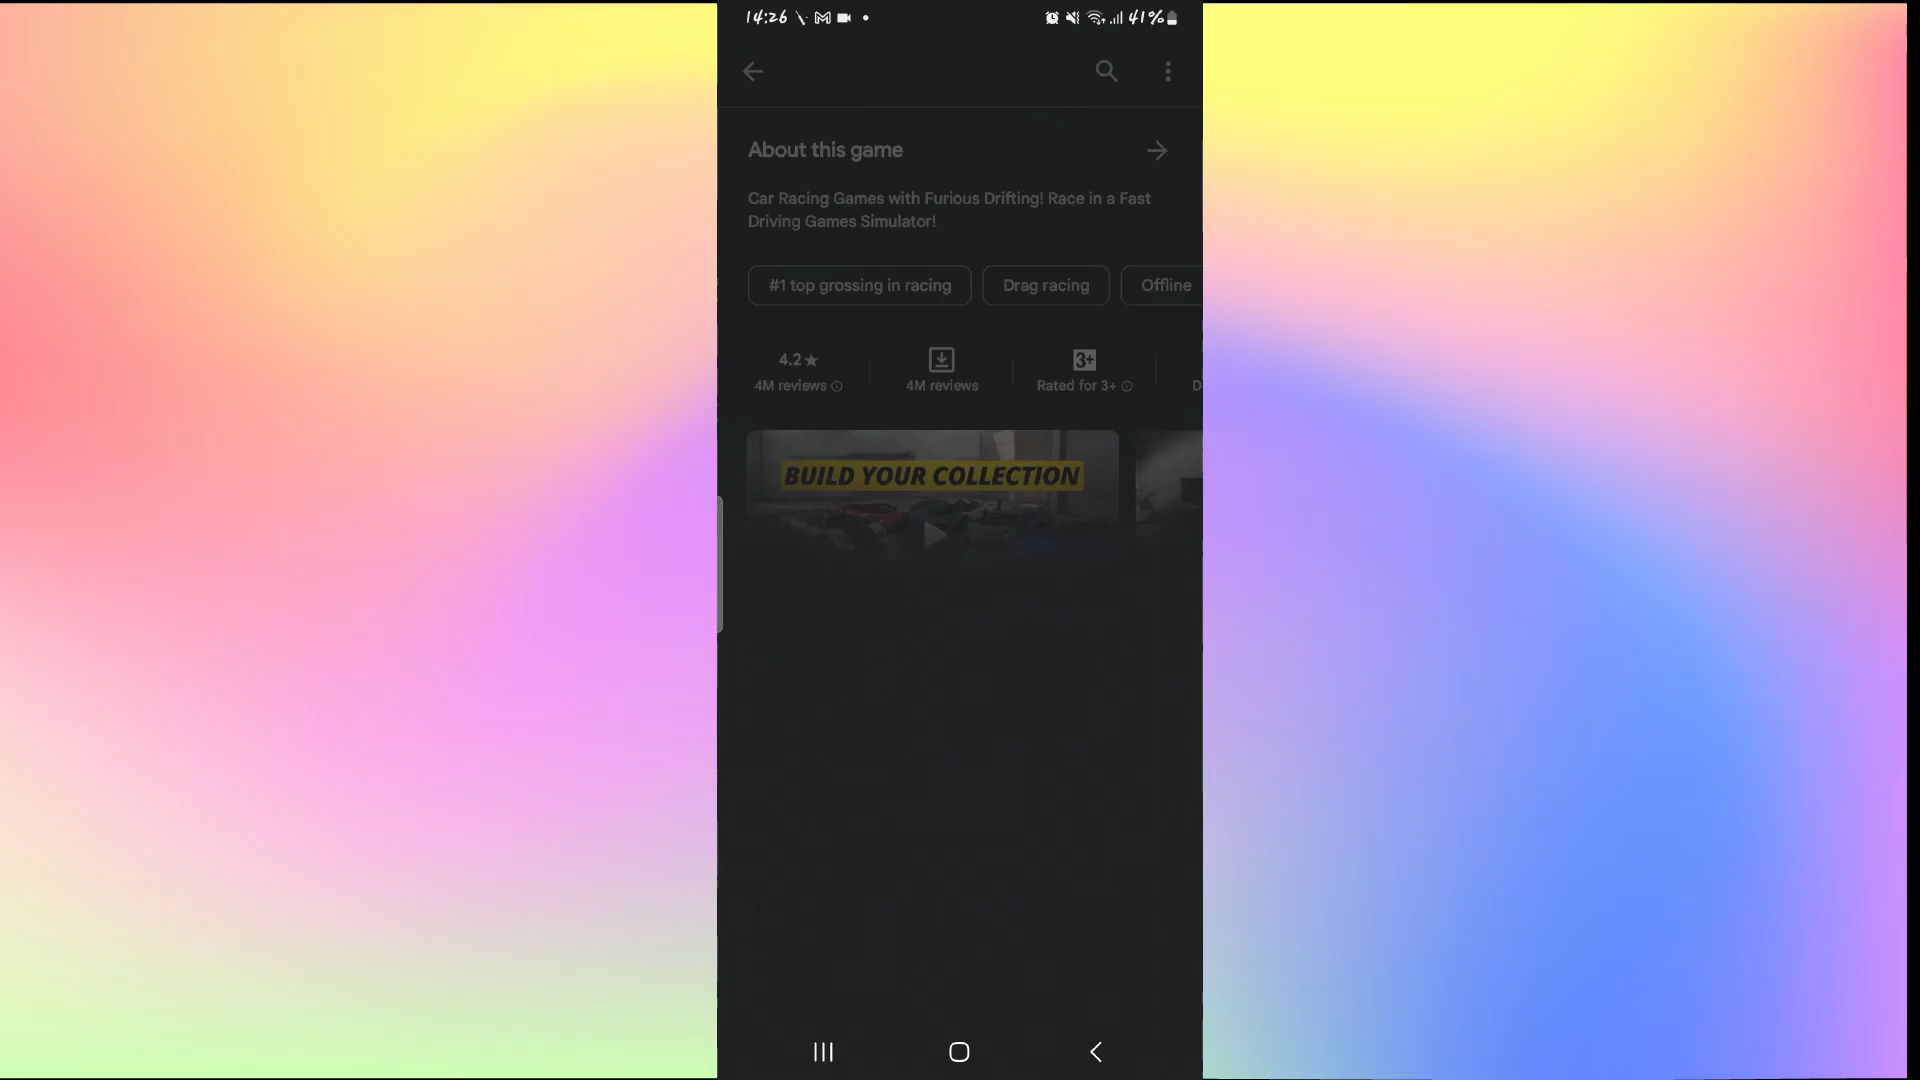 14:26
41%
About this game
Car Racing Games with Furious Drifting! Race in a Fast
Driving Games Simulator!
#1 top grossing in racing
Drag racing
Offline
4.2★
4M reviews
4M reviews
3+
Rated for 3+
D
BUILD YOUR COLLECTION